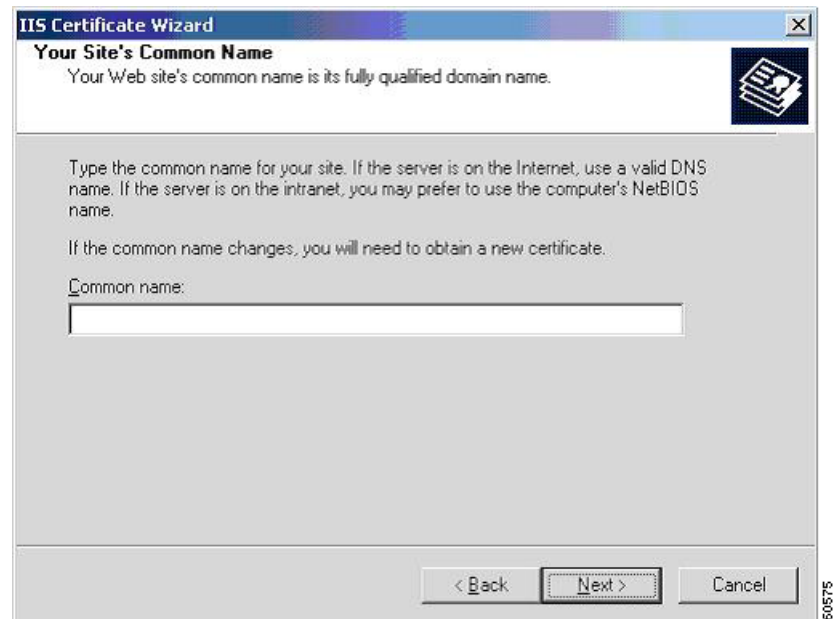 IIS Certificate Wizard
Your Site's Common Name
Your Web site's common name is its fully qualified domain name.
Type the common name for your site. If the server is on the Internet, use a valid DNS
name. If the server is on the intranet, you may prefer to use the computer's NetBIOS
name.
If the common name changes, you will need to obtain a new certificate.
Common name:
< Back
Next >
Cancel
50575